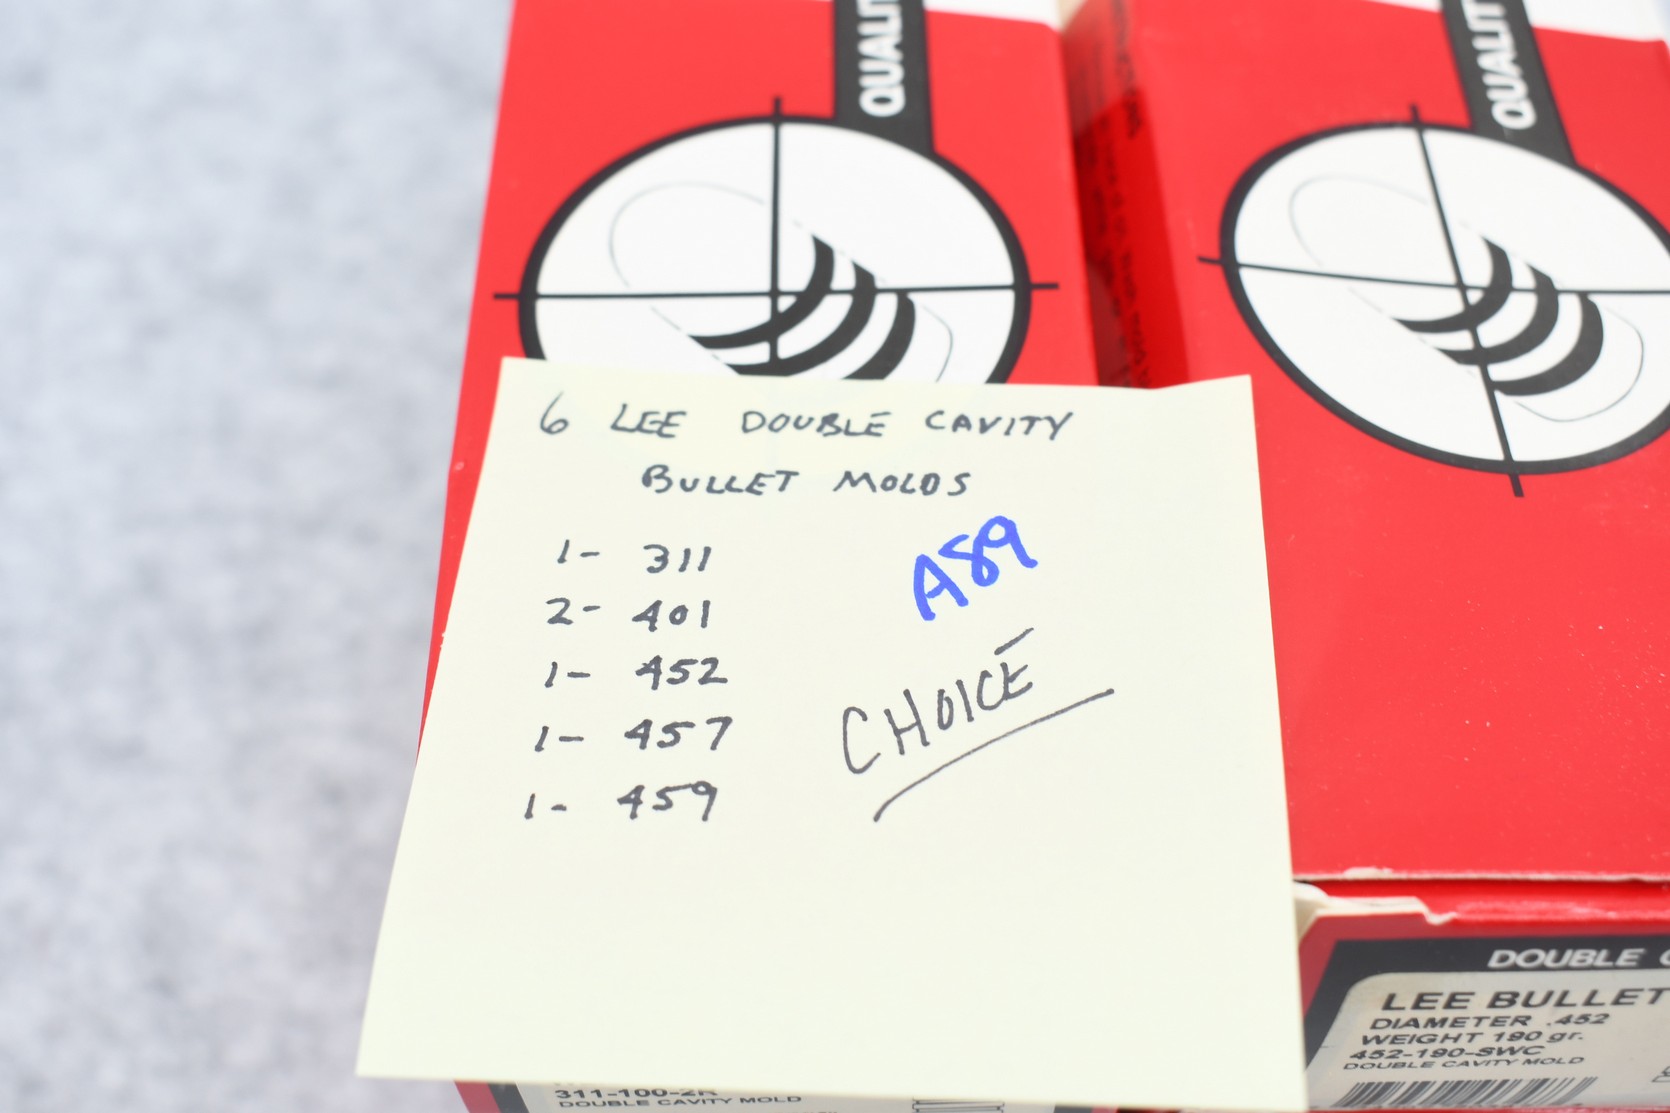 QUALIT
QUALIT
6 LEE DOUBLE CAVITY
BULLET MOLDS
1- 311
2- 401
1- 452
1- 457
1- 459
A89
CHOICE
DOUBLE
LEE BULLET
DIAMETER .452
WEIGHT 190 gr.
452-190-SWC
DOUBLE CAVITY MOLD
311-100-2R
DOUBLE CAVITY MOLD